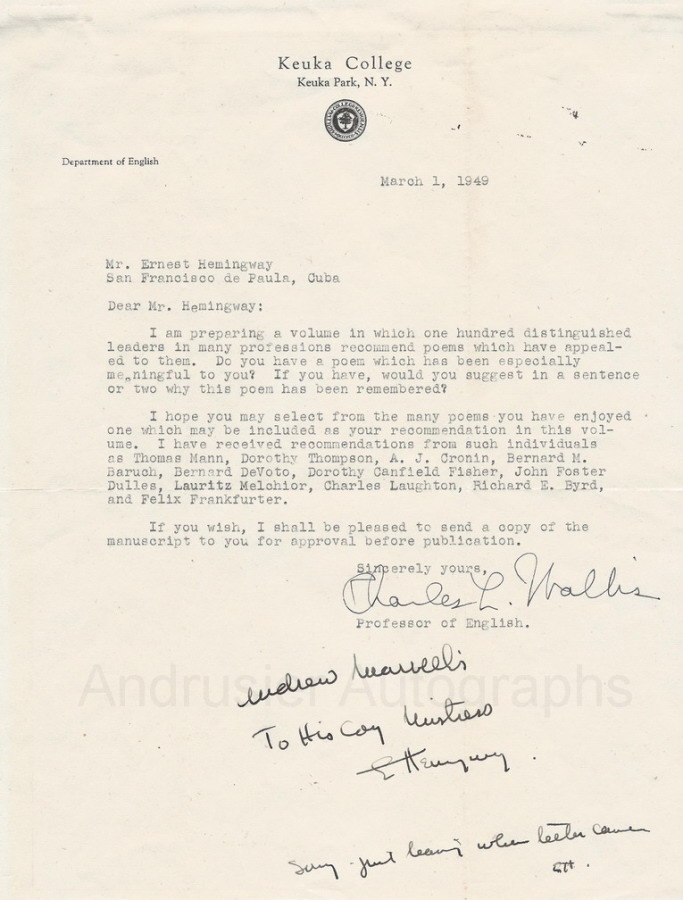 Keuka College
Keuka Park, N. Y.
Department of English
March 1, 1949
Mr. Ernest Hemingway
San Francisco de Paula, Cuba
Dear Mr. Hemingway:
I am preparing a volume in which one hundred distinguished
leaders in many professions recommend poems which have appeal-
ed to them. Do you have a poem which has been especially
meaningful to you? If you have, would you suggest in a sentence
or two why this poem has been remembered?
I hope you may select from the many poems you have enjoyed
one which may be included as your recommendation in this vol-
ume. I have received recommendations from such individuals
as Thomas Mann, Dorothy Thompson, A. J. Cronin, Bernard M.
Baruch, Bernard DeVoto, Dorothy Canfield Fisher, John Foster
Dulles, Lauritz Melchior, Charles Laughton, Richard E. Byrd,
and Felix Frankfurter.
If you wish, I shall be pleased to send a copy of the
manuscript to you for approval before publication.
Sincerely yours,
Charles L. Wallis
Professor of English.
Andrew Marvell's
Andrusier Autographs
To His Coy Mistress
E Hemingway.
Sorry just leaving when letter came
EH.